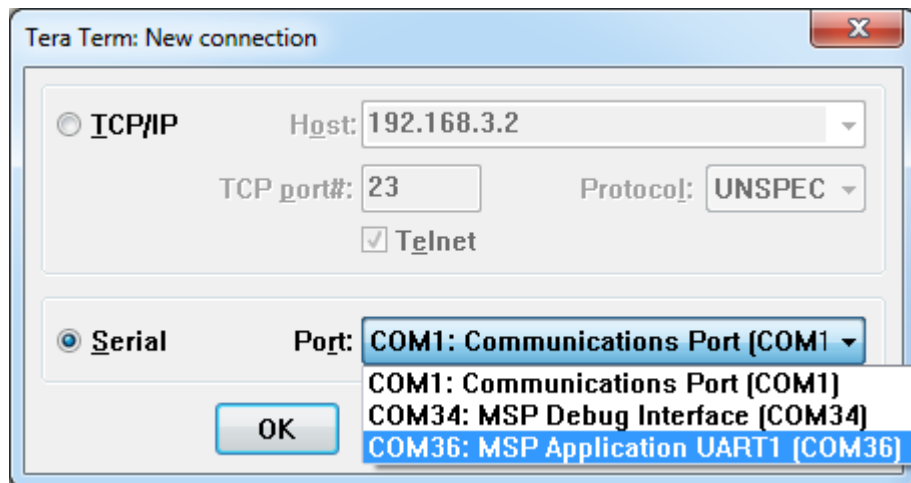 Tera Term: New connection
TCP/IP Host: 192.168.3.2
TCP port#: 23 Protocol: UNSPEC
Telnet
Serial Port: COM1: Communications Port (COM1
COM1: Communications Port (COM1)
COM34: MSP Debug Interface (COM34)
OK
COM36: MSP Application UART1 (COM36)